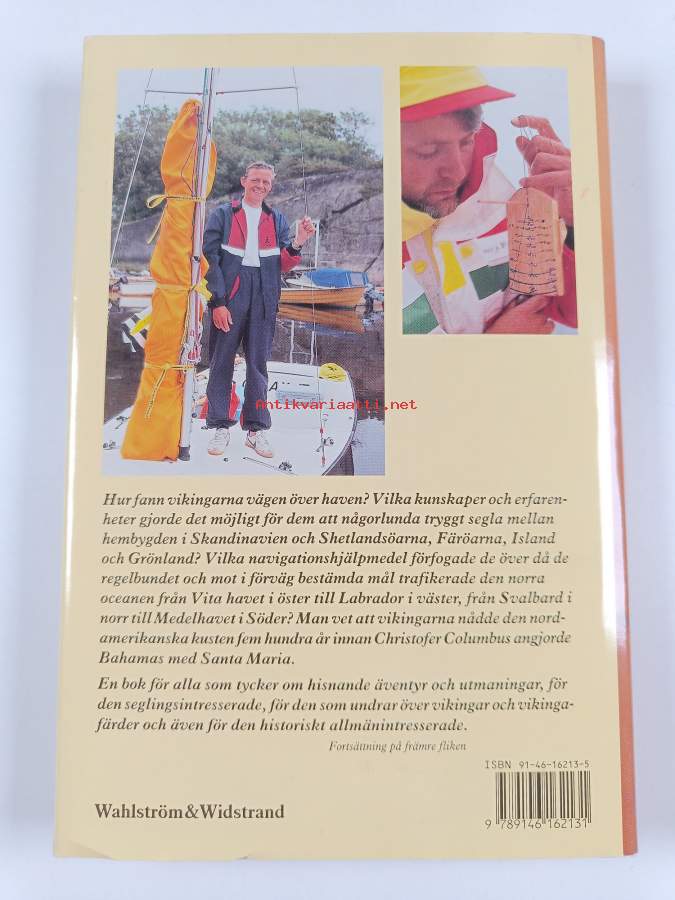 Antikvariaatti.net
Hur fann vikingarna vägen över haven? Vilka kunskaper och erfaren-
heter gjorde det möjligt för dem att någorlunda tryggt segla mellan
hembygden i Skandinavien och Shetlandsöarna, Färöarna, Island
och Grönland? Vilka navigationshjälpmedel förfogade de över då de
regelbundet och mot i förväg bestämda mål trafikerade den norra
oceanen från Vita havet i öster till Labrador i väster, från Svalbard i
norr till Medelhavet i Söder? Man vet att vikingarna nådde den nord-
amerikanska kusten fem hundra år innan Christofer Columbus angjorde
Bahamas med Santa Maria.
En bok för alla som tycker om hisnande äventyr och utmaningar, för
den seglingsintresserade, för den som undrar över vikingar och vikinga-
färder och även för den historiskt allmänintresserade.
Fortsättning på främre fliken
ISBN 91-46-16213-5
Wahlström&Widstrand
9 789146 162131